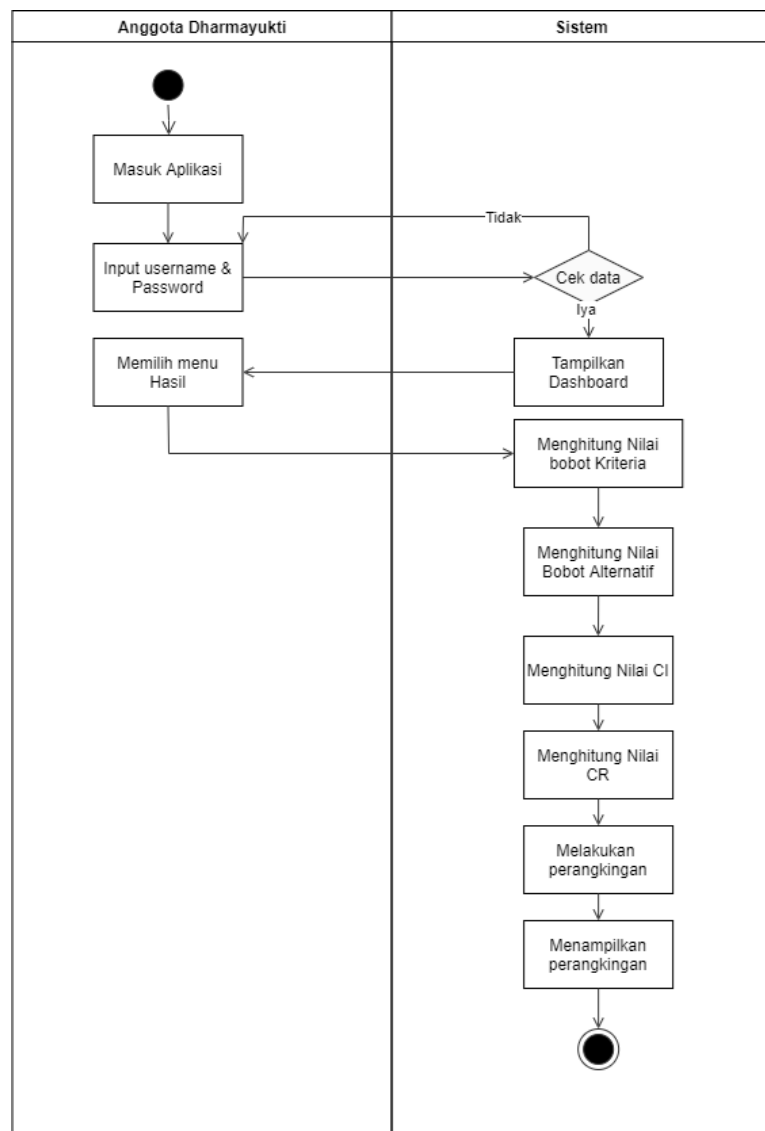 Anggota Dharmayukti
Sistem
Masuk Aplikasi
Tidak
Input username &
Password
Cek data
Iya
Memilih menu
Hasil
Tampilkan
Dashboard
Menghitung Nilai
bobot Kriteria
Menghitung Nilai
Bobot Alternatif
Menghitung Nilai CI
Menghitung Nilai
CR
Melakukan
perangkingan
Menampilkan
perangkingan